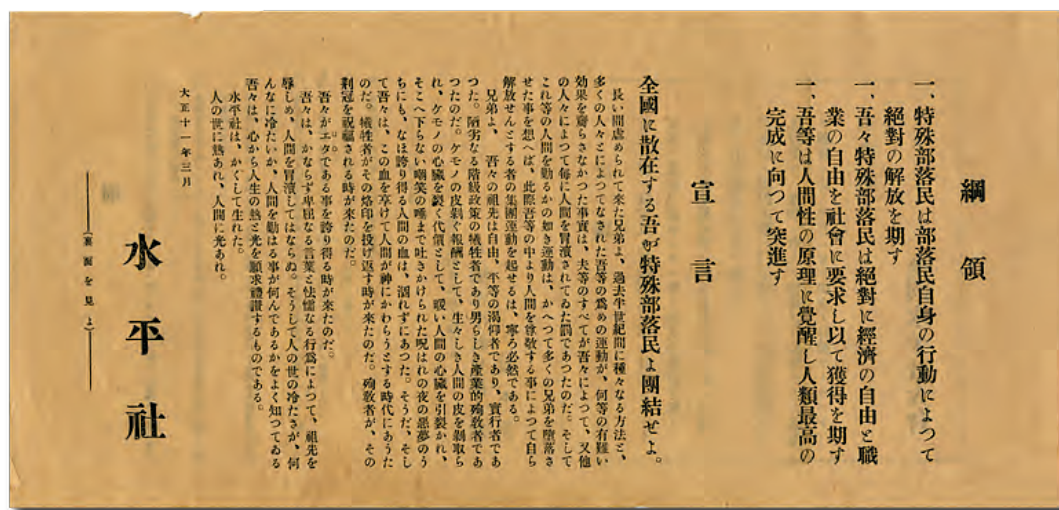 綱領
一、特殊部落民は部落民自身の行動によつて
絕對の解放を期す
一、吾々特殊部落民は絕對に經濟の自由と職
業の自由を社會に要求し以て獲得を期す
一、吾等は人間性の原理に覺醒し人類最高の
完成に向つて突進す
宣言
全國に散在する吾が特殊部落民よ團結せよ。
長い間虐められて來た兄弟よ、過去半世紀間に種々なる方法と、
多くの人々とによつてなされた吾等の爲めの運動が、何等の有難い
効果を齎らさなかつた事實は、夫等のすべてが吾々によつて、又他
の人々によつて每に人間を冒瀆されてゐた罰であつたのだ。そして
これ等の人間を勦るかの如き運動は、かへつて多くの兄弟を墮落さ
せた事を想へば、此際吾等の中より人間を尊敬する事によつて自ら
解放せんとする者の集團運動を起せるは、寧ろ必然である。
兄弟よ、吾々の祖先は自由、平等の渴仰者であり、實行者であ
つた。陋劣なる階級政策の犧牲者であり男らしき產業的殉敎者であ
つたのだ。ケモノの皮剝ぐ報酬として、生々しき人間の皮を剝取ら
れ、ケモノの心臟を裂く代價として、暖い人間の心臟を引裂かれ、
そこへ下らない嘲笑の唾まで吐きかけられた呪はれの夜の惡夢のう
ちにも、なほ誇り得る人間の血は、涸れずにあつた。そうだ、そし
て吾々は、この血を享けて人間が神にかわらうとする時代にあうた
のだ。犧牲者がその烙印を投げ返す時が來たのだ。殉敎者が、その
荊冠を祝福される時が來たのだ。
吾々がエタである事を誇り得る時が來たのだ。
吾々は、かならず卑屈なる言葉と怯懦なる行爲によつて、祖先を
辱しめ、人間を冒瀆してはならぬ。そうして人の世の冷たさが、何
んなに冷たいか、人間を勦はる事が何んであるかをよく知つてゐる
吾々は、心から人生の熱と光を願求禮讃するものである。
水平社は、かくして生れた。
人の世に熱あれ、人間に光あれ。
大正十一年三月
水平社
(裏面を見よ)